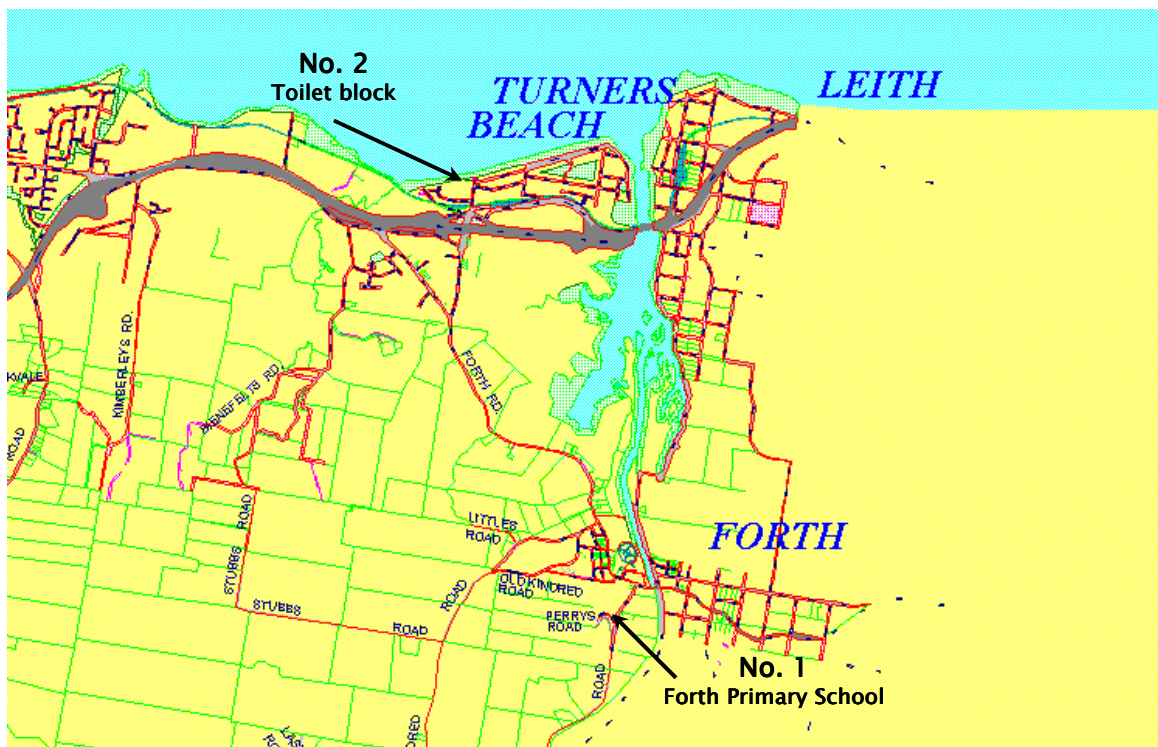 No. 2
Toilet block
TURNERS
BEACH
LEITH
KIMBERLEY'S RD.
FORTH RD.
ROAD
LITTLES
ROAD
FORTH
ROAD
STUBBS
STUBBS
ROAD
ROAD
OLD KINDRED
ROAD
PERRYS
ROAD
No. 1
Forth Primary School
ROAD